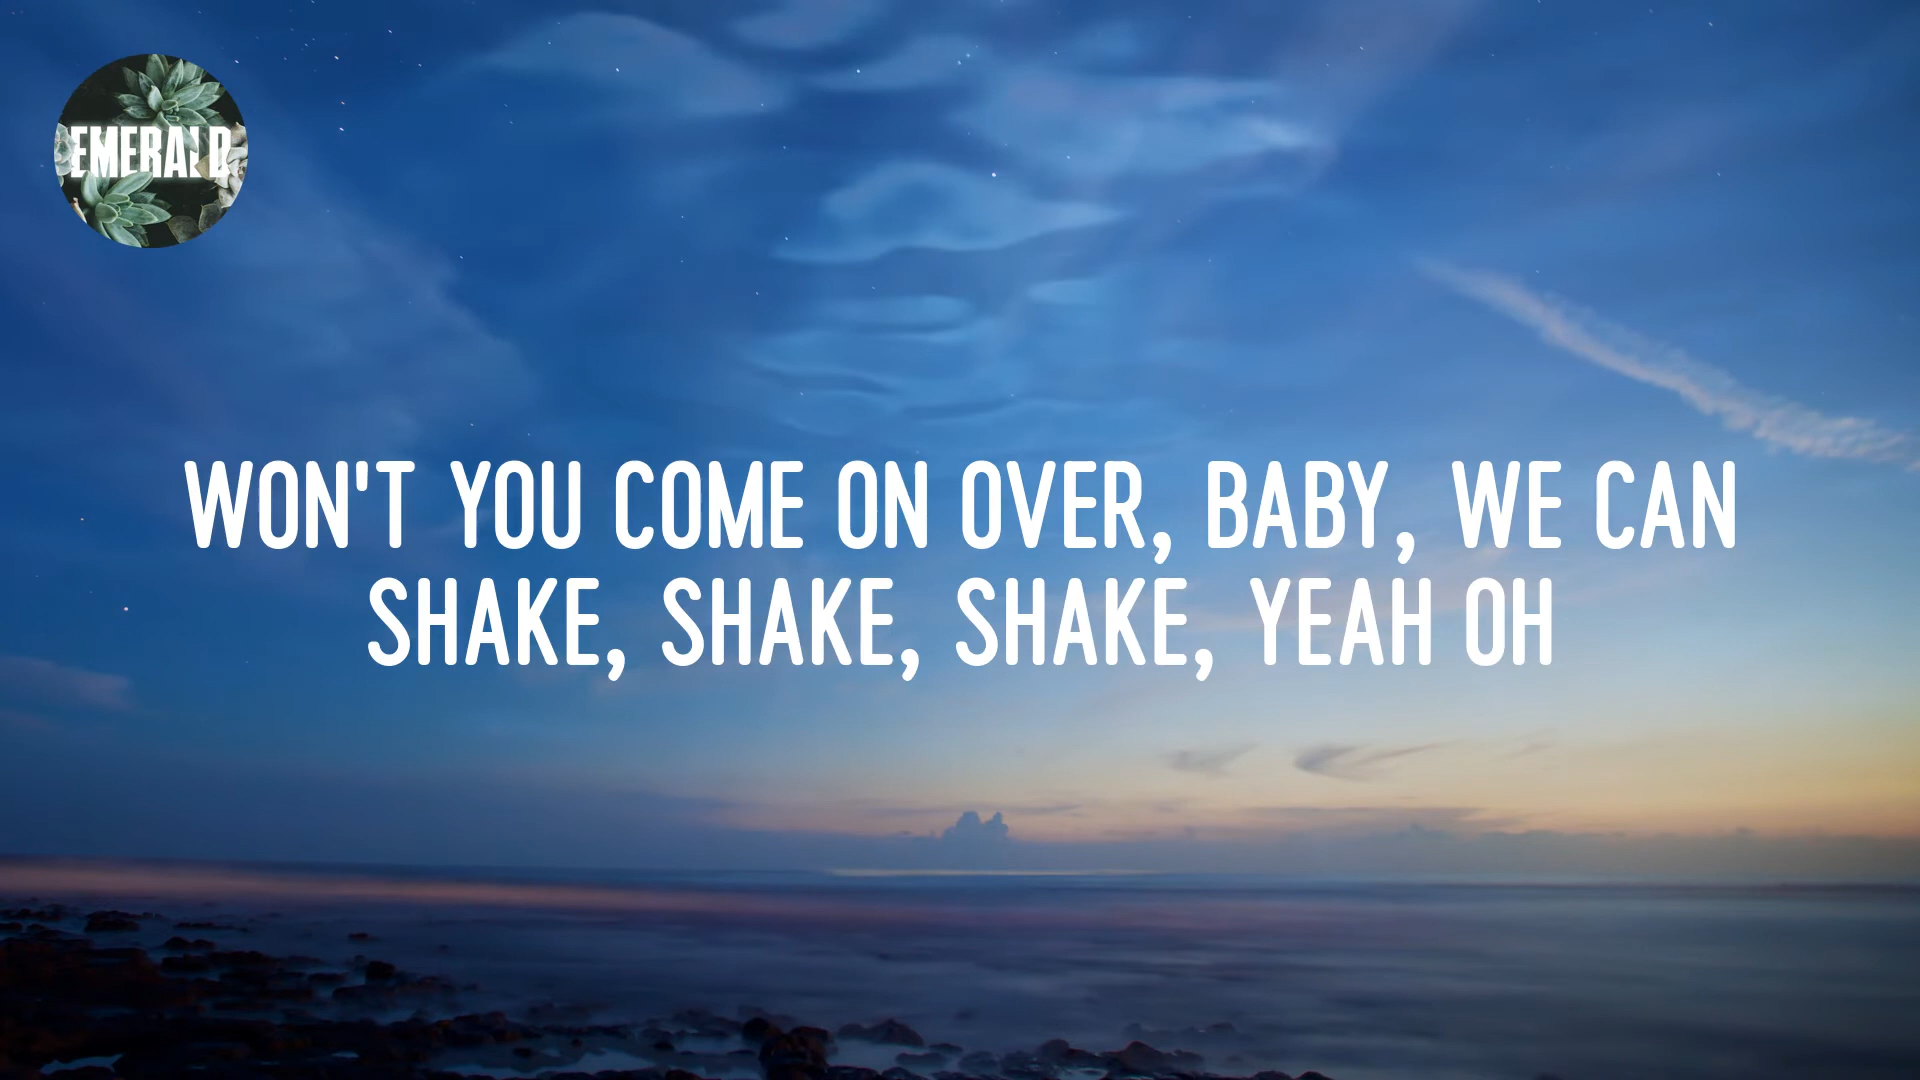 EMERALD
WON'T YOU COME ON OVER, BABY, WE CAN
SHAKE, SHAKE, SHAKE, YEAH OH